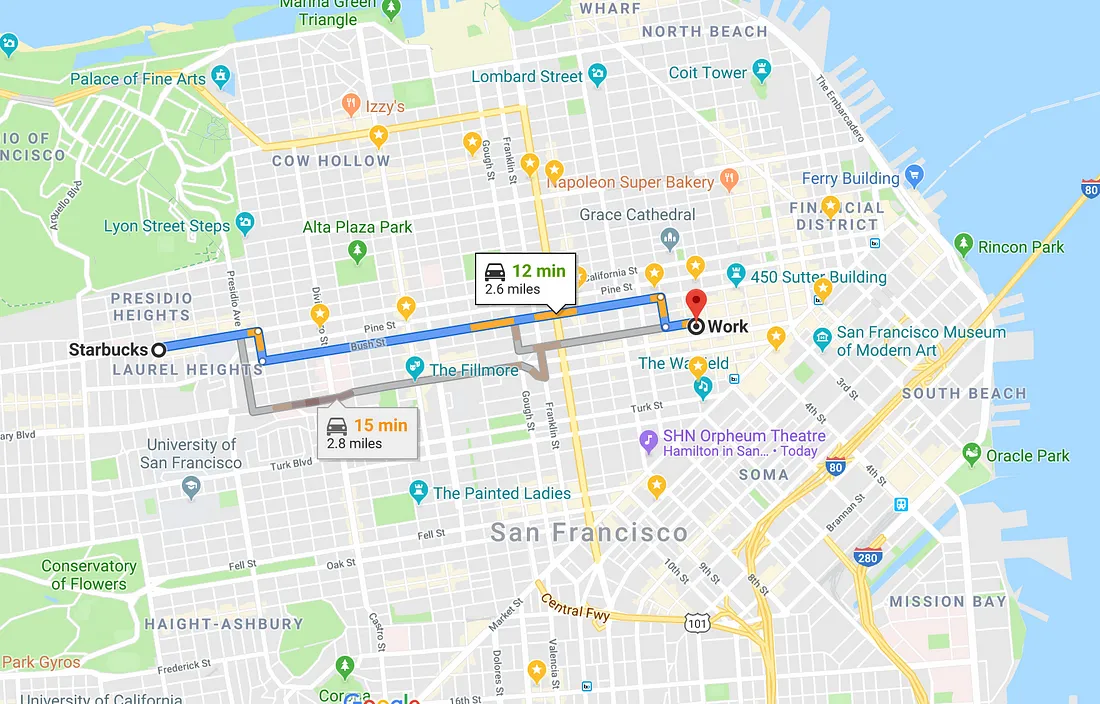 Marina Green
Triangle
WHARF
NORTH BEACH
Palace of Fine Arts
Lombard Street
Coit Tower
The Embarcadero
Izzy's
COW HOLLOW
Gough St
Franklin St
IO OF
NCISCO
Arguello Blvd
Napoleon Super Bakery
Ferry Building
80
Lyon Street Steps
Alta Plaza Park
Grace Cathedral
FINANCIAL
DISTRICT
Rincon Park
12 min
2.6 miles
California St
Pine St
450 Sutter Building
Presidio Ave
PRESIDIO
HEIGHTS
Pine St
Work
Starbucks
Bush St
San Francisco Museum
of Modern Art
LAUREL HEIGHTS
The Fillmore
3rd St
SOUTH BEACH
15 min
2.8 miles
Gough St
Franklin St
Turk St
4th St
ary Blvd
University of
San Francisco
Turk Blvd
SHN Orpheum Theatre
Hamilton in San... • Today
Oracle Park
80
SOMA
4th St
The Painted Ladies
Brannan St
San Francisco
Fell St
280
Conservatory
of Flowers
Fell St
Oak St
10th St
9th St
8th St
MISSION BAY
Central Fwy
101
HAIGHT-ASHBURY
Castro St
Market St
Park Gyros
Frederick St
Dolores St
Valencia St
University of California
Google
16th St